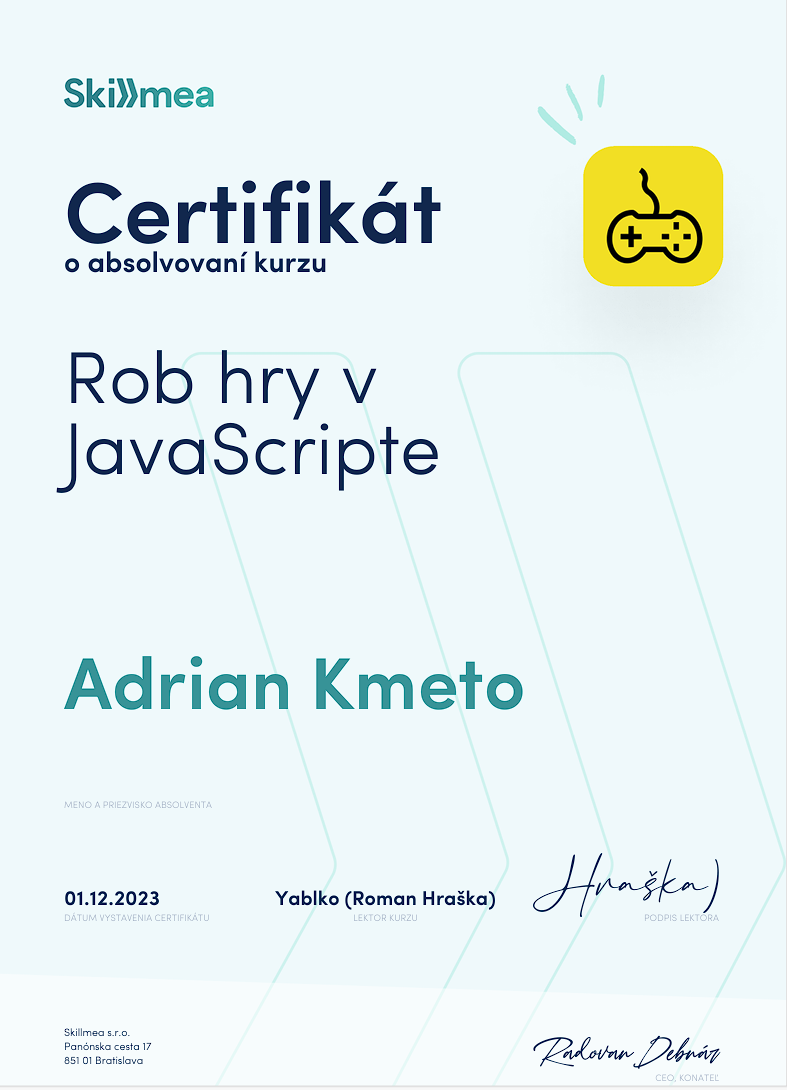 Skillmea
Certifikát
o absolvovaní kurzu
Rob hry v
JavaScripte
Adrian Kmeto
MENO A PRIEZVISKO ABSOLVENTA
Hraška)
01.12.2023
Yablko (Roman Hraška)
DÁTUM VYSTAVENIA CERTIFIKÁTU
LEKTOR KURZU
PODPIS LEKTORA
Skillmea s.r.o.
Panónska cesta 17
851 01 Bratislava
Radovan Debnár
CEO, KONATEĽ